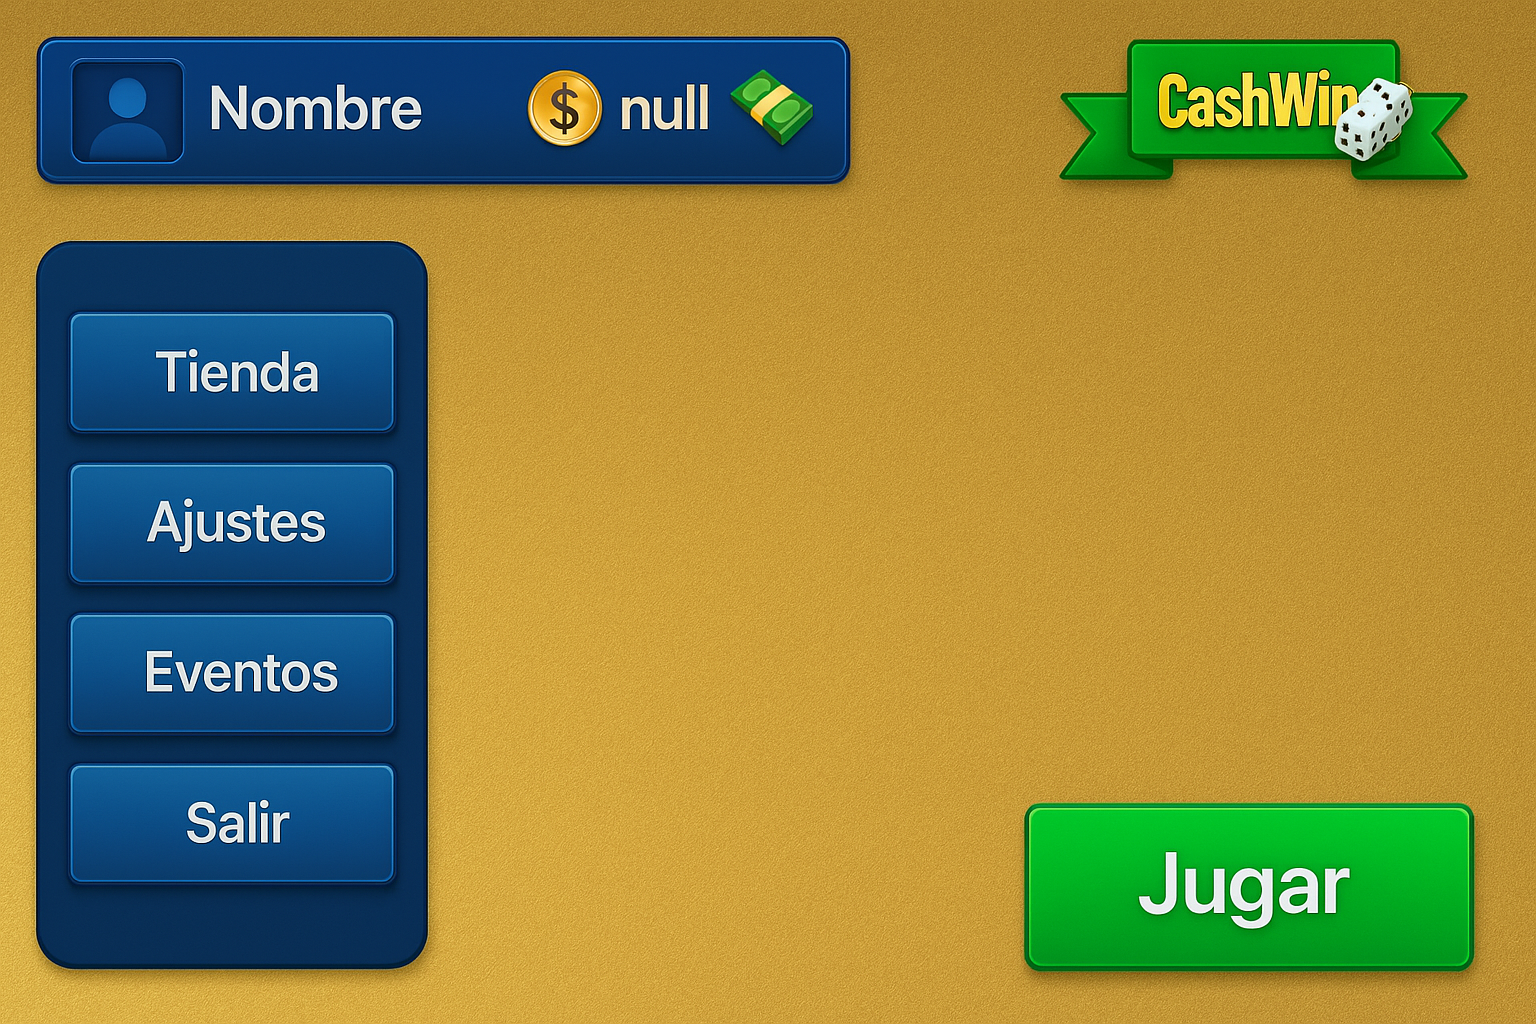 Nombre $ null
CashWin
Tienda
Ajustes
Eventos
Salir
Jugar